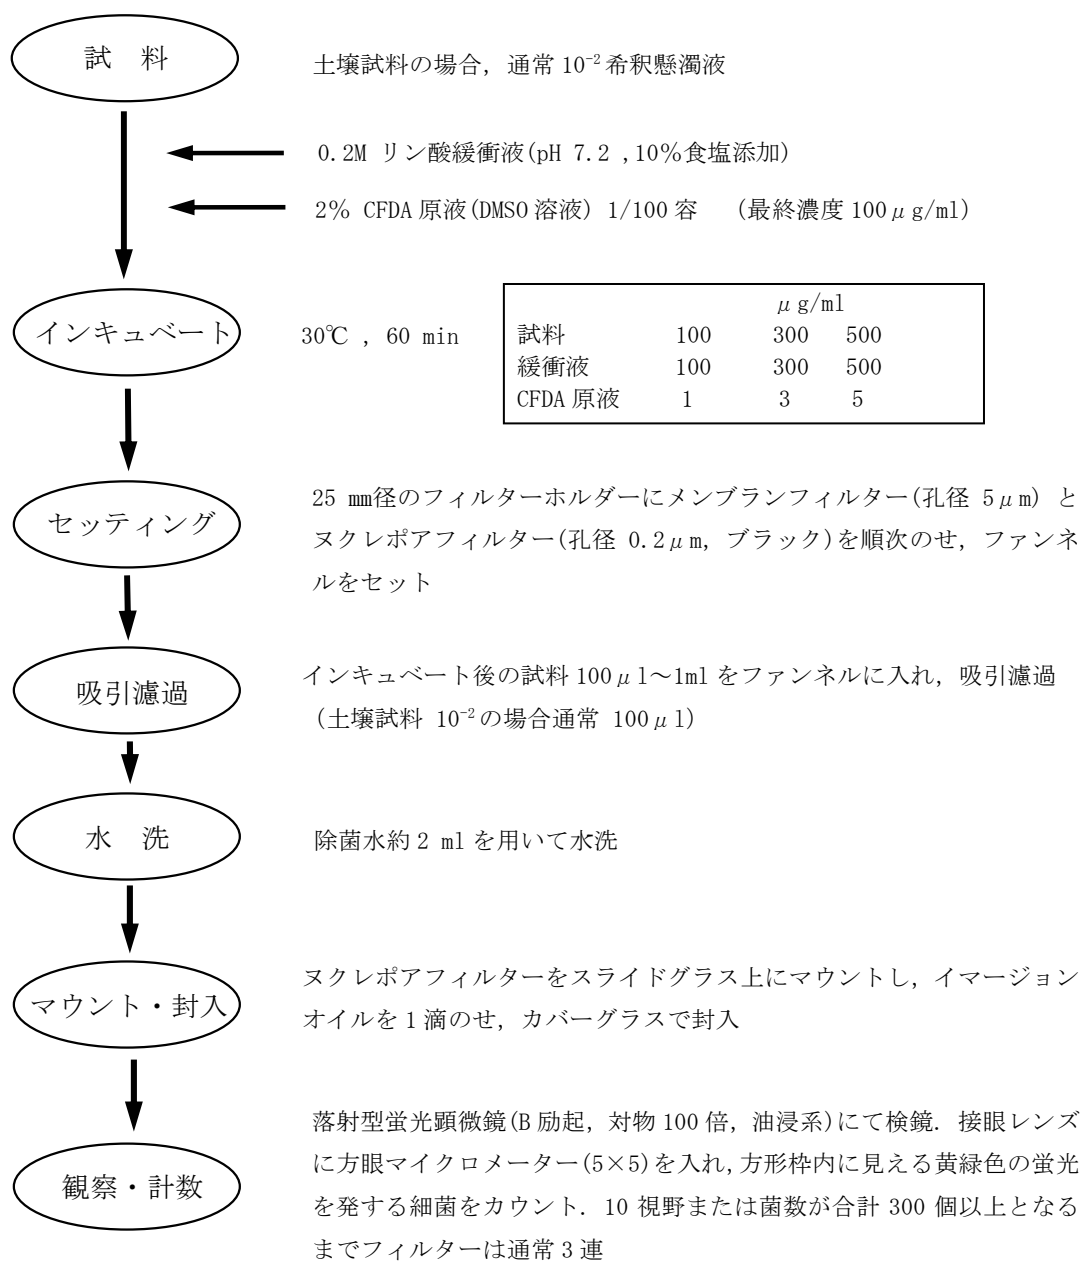 試 料
土壌試料の場合, 通常 10⁻² 希釈懸濁液
0.2M リン酸緩衝液(pH 7.2 ,10%食塩添加)
2% CFDA 原液(DMSO 溶液) 1/100 容 (最終濃度 100μg/ml)
インキュベート
30℃ , 60 min
μg/ml
試料 100 300 500
緩衝液 100 300 500
CFDA 原液 1 3 5
セッティング
25 ㎜径のフィルターホルダーにメンブランフィルター(孔径 5μm) と
ヌクレポアフィルター(孔径 0.2μm, ブラック)を順次のせ, ファンネ
ルをセット
吸引濾過
インキュベート後の試料 100μl～1ml をファンネルに入れ, 吸引濾過
(土壌試料 10⁻² の場合通常 100μl)
水 洗
除菌水約 2 ml を用いて水洗
マウント・封入
ヌクレポアフィルターをスライドグラス上にマウントし, イマージョン
オイルを 1 滴のせ, カバーグラスで封入
観察・計数
落射型蛍光顕微鏡(B 励起, 対物 100 倍, 油浸系)にて検鏡. 接眼レンズ
に方眼マイクロメーター(5×5)を入れ, 方形枠内に見える黄緑色の蛍光
を発する細菌をカウント. 10 視野または菌数が合計 300 個以上となる
までフィルターは通常 3 連